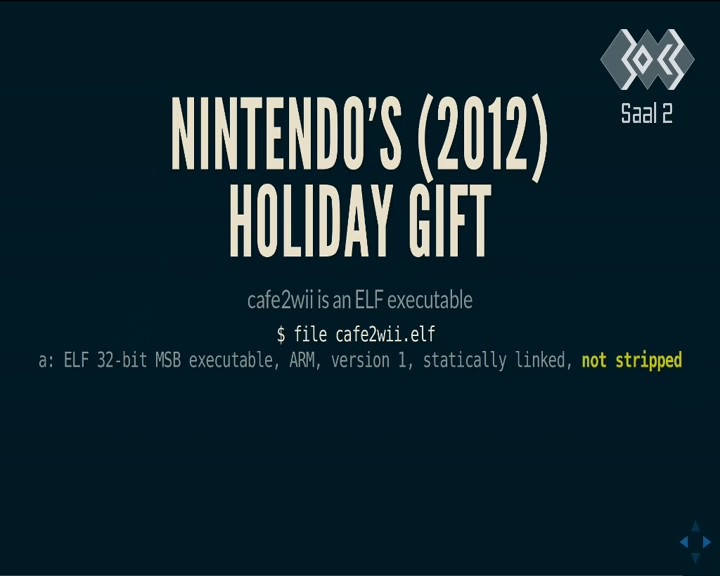 Saal 2
NINTENDO'S (2012)
HOLIDAY GIFT
cafe2wii is an ELF executable
$ file cafe2wii.elf
a: ELF 32-bit MSB executable, ARM, version 1, statically linked, not stripped